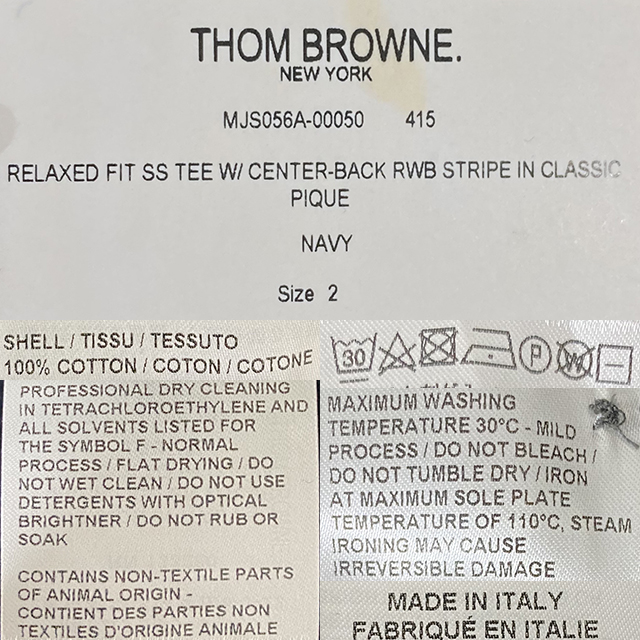 THOM BROWNE.
NEW YORK
MJS056A-00050 415
RELAXED FIT SS TEE W/ CENTER-BACK RWB STRIPE IN CLASSIC
PIQUE
NAVY
Size 2
SHELL / TISSU / TESSUTO
100% COTTON / COTON / COTONE
PROFESSIONAL DRY CLEANING
IN TETRACHLOROETHYLENE AND
ALL SOLVENTS LISTED FOR
THE SYMBOL F - NORMAL
PROCESS / FLAT DRYING / DO
NOT WET CLEAN / DO NOT USE
DETERGENTS WITH OPTICAL
BRIGHTNER / DO NOT RUB OR
SOAK
CONTAINS NON-TEXTILE PARTS
OF ANIMAL ORIGIN -
CONTIENT DES PARTIES NON
TEXTILES D'ORIGINE ANIMALE
30 P W
MAXIMUM WASHING
TEMPERATURE 30°C - MILD
PROCESS / DO NOT BLEACH /
DO NOT TUMBLE DRY / IRON
AT MAXIMUM SOLE PLATE
TEMPERATURE OF 110°C, STEAM
IRONING MAY CAUSE
IRREVERSIBLE DAMAGE
MADE IN ITALY
FABRIQUÉ EN ITALIE